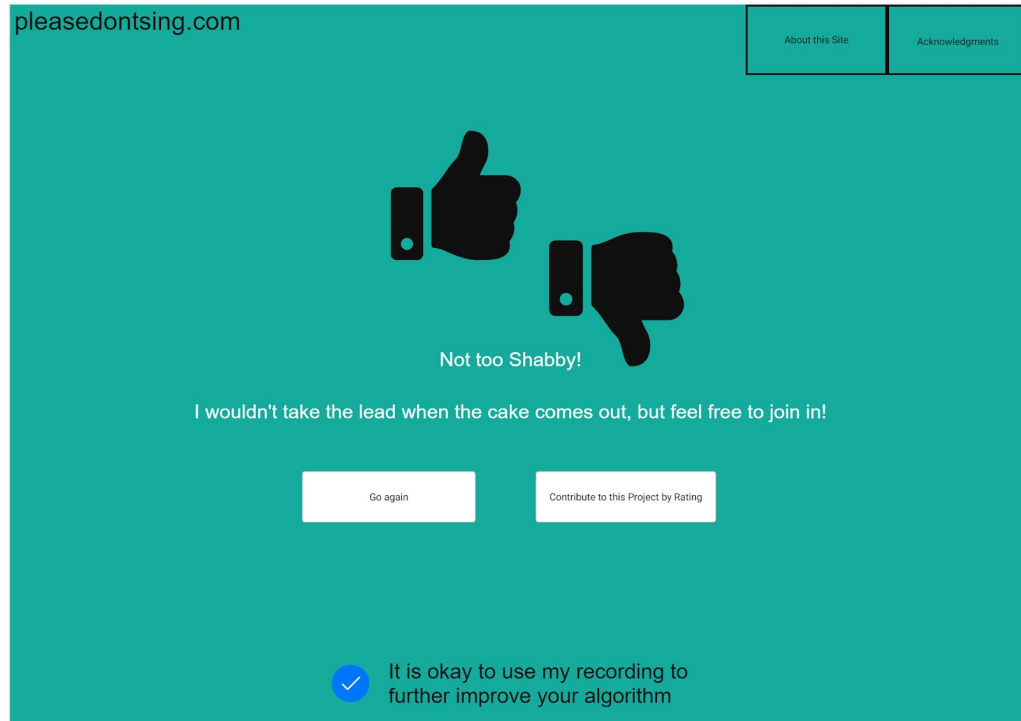 pleasedontsing.com
About this Site
Acknowledgments
Not too Shabby!
I wouldn't take the lead when the cake comes out, but feel free to join in!
Go again
Contribute to this Project by Rating
It is okay to use my recording to
further improve your algorithm